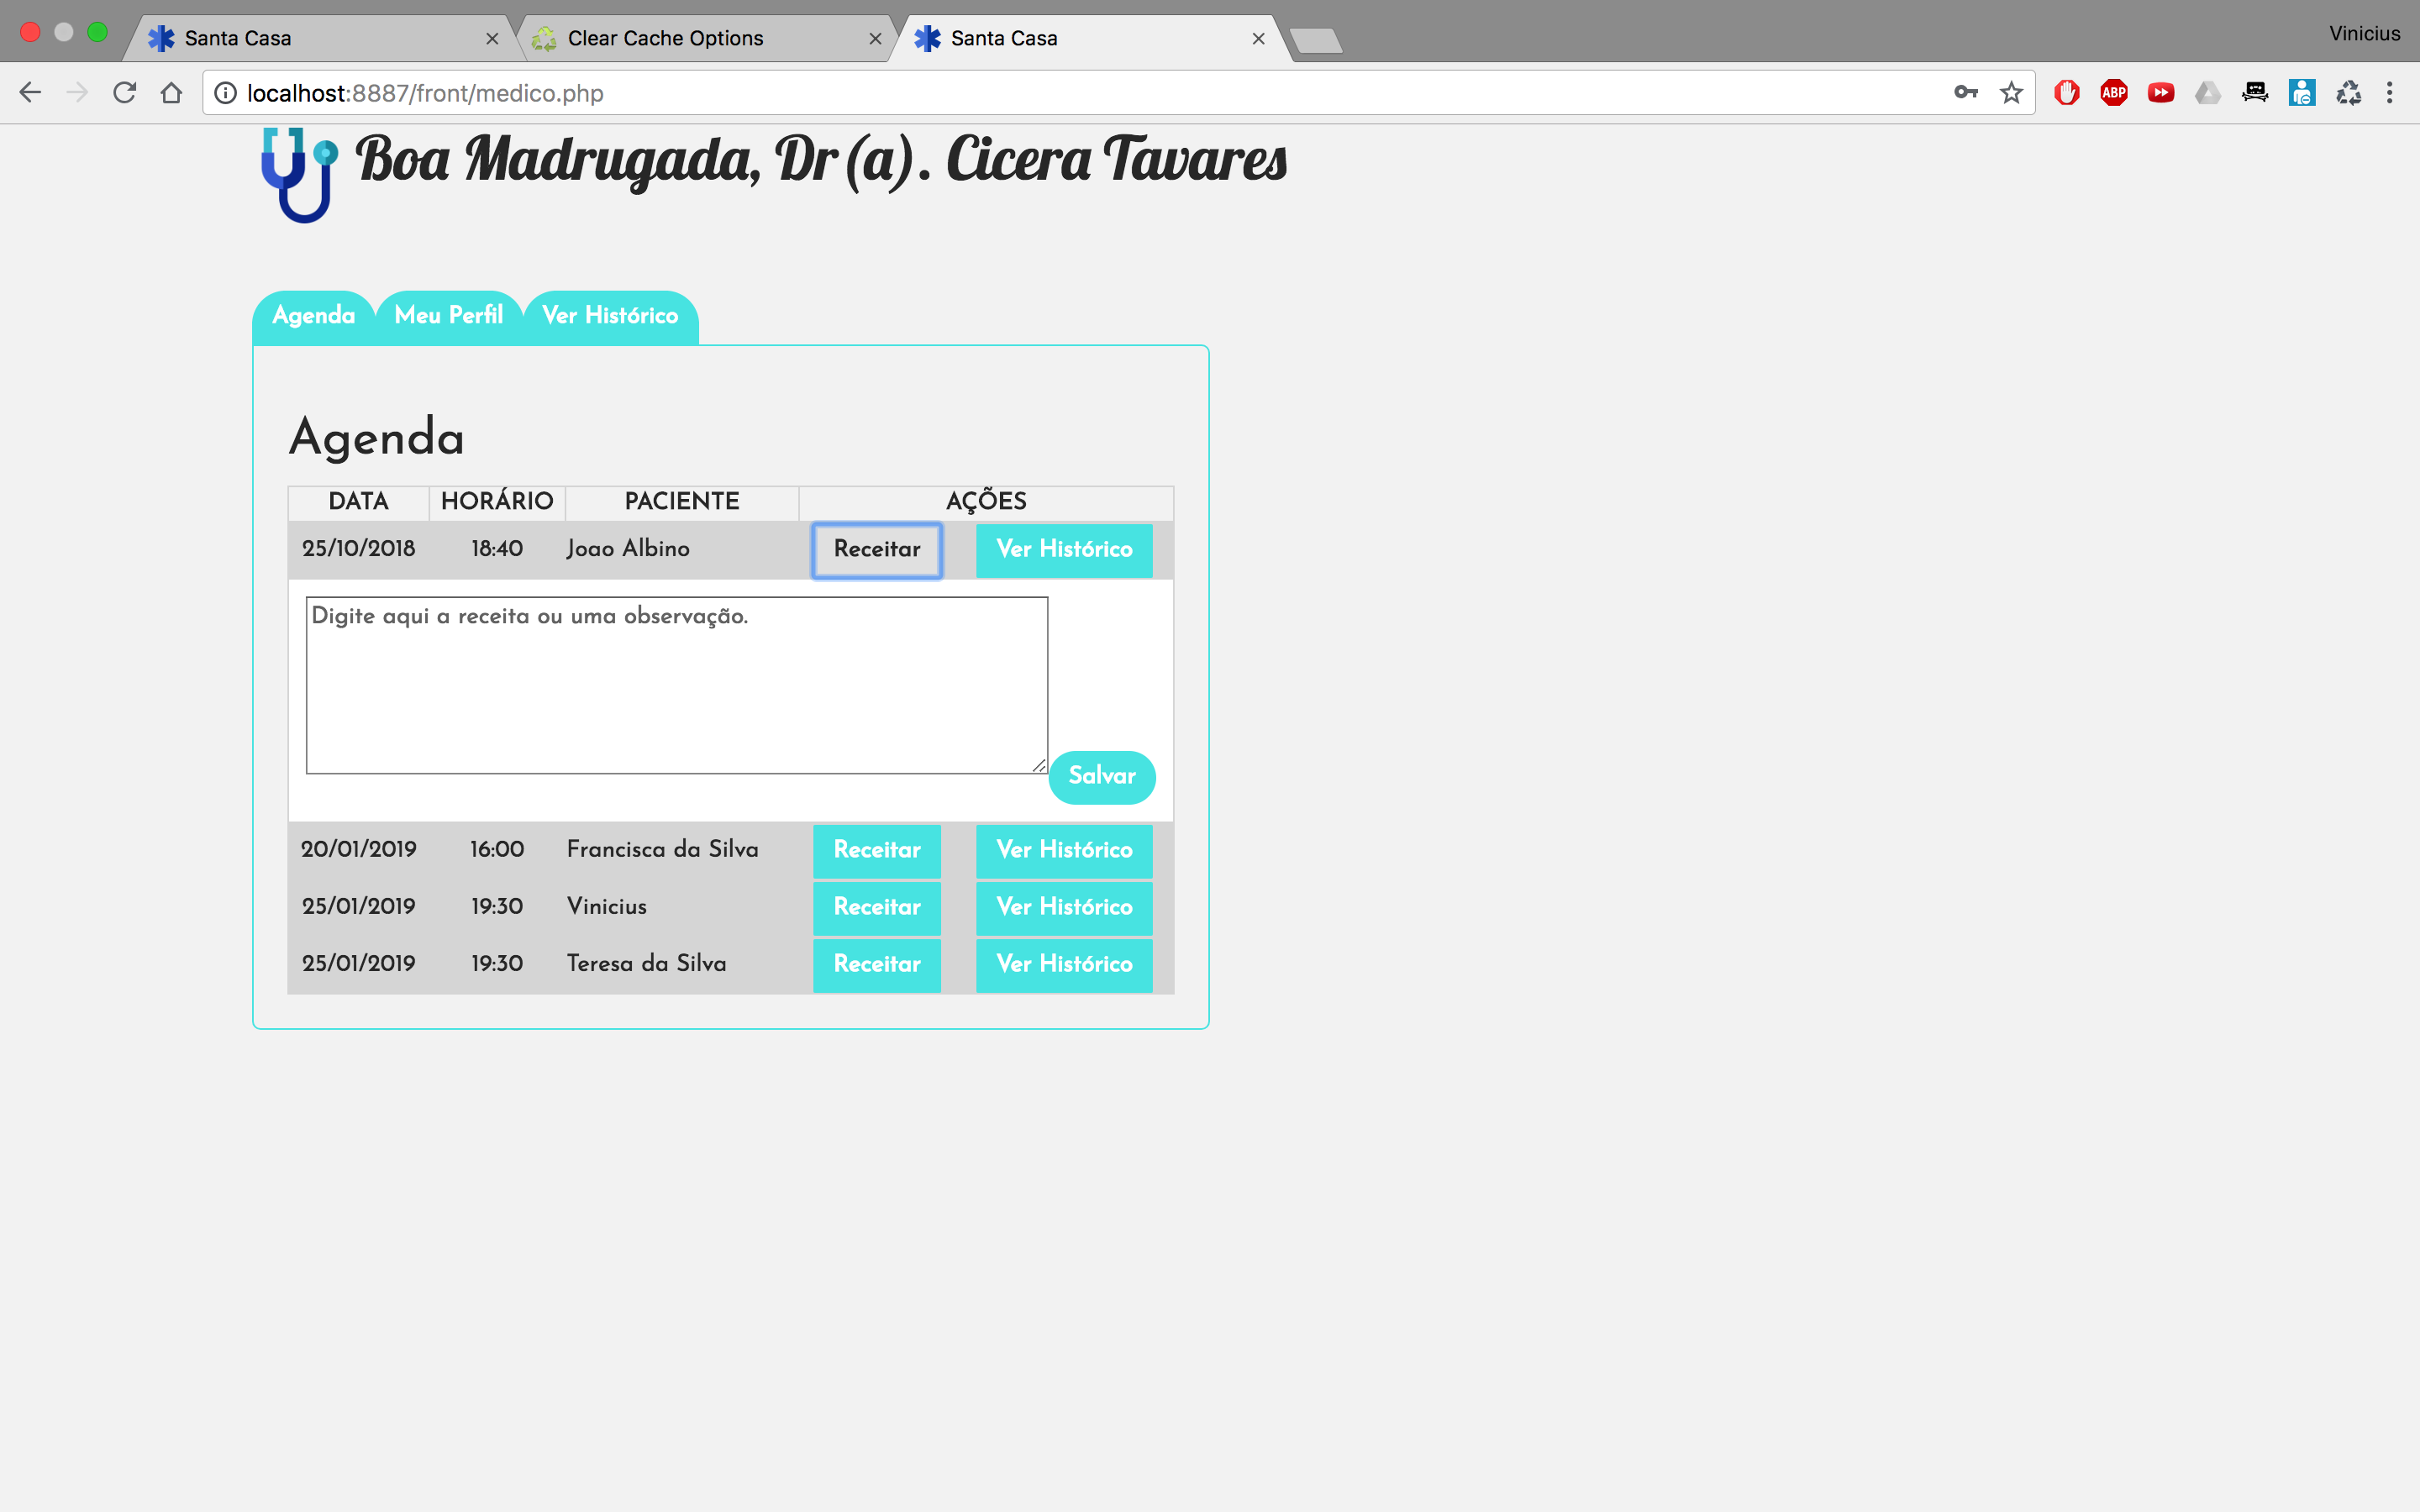 Santa Casa
Clear Cache Options
Santa Casa
Vinicius
localhost:8887/front/medico.php
ABP
Boa Madrugada, Dr(a). Cicera Tavares
Agenda Meu Perfil Ver Histórico
Agenda
DATA HORÁRIO PACIENTE AÇÕES
25/10/2018 18:40 Joao Albino Receitar Ver Histórico
Digite aqui a receita ou uma observação.
Salvar
20/01/2019 16:00 Francisca da Silva Receitar Ver Histórico
25/01/2019 19:30 Vinicius Receitar Ver Histórico
25/01/2019 19:30 Teresa da Silva Receitar Ver Histórico